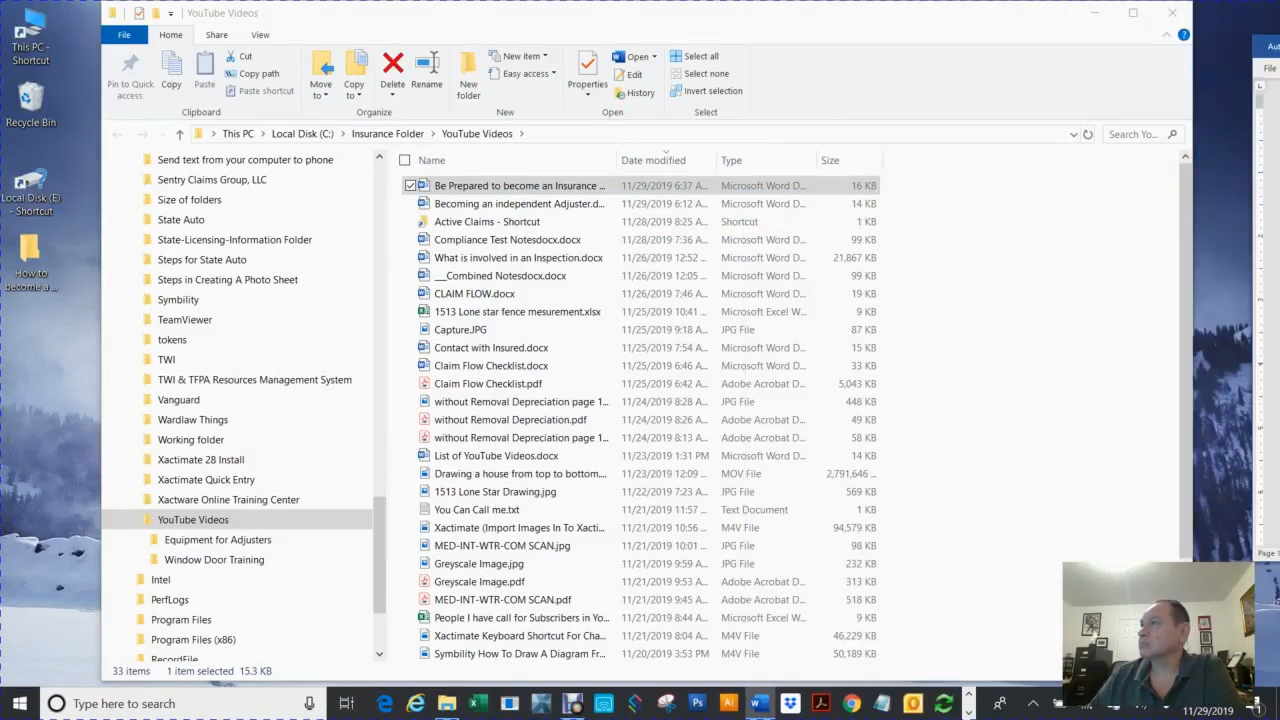 This PC -
Shortcut
Recycle Bin
Local Disk (E)
- Shortcut
How to
become a ...
YouTube Videos
File
Home
Share
View
Pin to Quick
access
Copy
Paste
Cut
Copy path
Paste shortcut
Clipboard
Move
to
Copy
to
Delete
Rename
Organize
New
folder
New item
Easy access
New
Properties
Open
Edit
History
Open
Select all
Select none
Invert selection
Select
This PC > Local Disk (C:) > Insurance Folder > YouTube Videos >
Search Yo...
Send text from your computer to phone
Sentry Claims Group, LLC
Size of folders
State Auto
State-Licensing-Information Folder
Steps for State Auto
Steps in Creating A Photo Sheet
Symbility
TeamViewer
tokens
TWI
TWI & TFPA Resources Management System
Vanguard
Wardlaw Things
Working folder
Xactimate 28 Install
Xactimate Quick Entry
Xactware Online Training Center
YouTube Videos
Equipment for Adjusters
Window Door Training
Intel
PerfLogs
Program Files
Program Files (x86)
RecordFile
Name Date modified Type Size
Be Prepared to become an Insurance ... 11/29/2019 6:37 A... Microsoft Word D... 16 KB
Becoming an independent Adjuster.d... 11/29/2019 6:12 A... Microsoft Word D... 14 KB
Active Claims - Shortcut 11/28/2019 8:25 A... Shortcut 1 KB
Compliance Test Notesdocx.docx 11/28/2019 7:36 A... Microsoft Word D... 99 KB
What is involved in an Inspection.docx 11/26/2019 12:52 ... Microsoft Word D... 21,867 KB
__Combined Notesdocx.docx 11/26/2019 12:05 ... Microsoft Word D... 99 KB
CLAIM FLOW.docx 11/26/2019 7:46 A... Microsoft Word D... 19 KB
1513 Lone star fence mesurement.xlsx 11/25/2019 10:41 ... Microsoft Excel W... 9 KB
Capture.JPG 11/25/2019 9:18 A... JPG File 87 KB
Contact with Insured.docx 11/25/2019 7:54 A... Microsoft Word D... 15 KB
Claim Flow Checklist.docx 11/25/2019 6:46 A... Microsoft Word D... 33 KB
Claim Flow Checklist.pdf 11/25/2019 6:42 A... Adobe Acrobat D... 5,043 KB
without Removal Depreciation page 1... 11/24/2019 8:28 A... JPG File 448 KB
without Removal Depreciation.pdf 11/24/2019 8:26 A... Adobe Acrobat D... 49 KB
without Removal Depreciation page 1... 11/24/2019 8:13 A... Adobe Acrobat D... 58 KB
List of YouTube Videos.docx 11/23/2019 1:31 PM Microsoft Word D... 14 KB
Drawing a house from top to bottom.... 11/23/2019 12:09 ... MOV File 2,791,646 ...
1513 Lone Star Drawing.jpg 11/22/2019 7:23 A... JPG File 569 KB
You Can Call me.txt 11/21/2019 11:57 ... Text Document 1 KB
Xactimate (Import Images In To Xacti... 11/21/2019 10:56 ... M4V File 94,579 KB
MED-INT-WTR-COM SCAN.jpg 11/21/2019 10:01 ... JPG File 98 KB
Greyscale Image.jpg 11/21/2019 9:59 A... JPG File 232 KB
Greyscale Image.pdf 11/21/2019 9:53 A... Adobe Acrobat D... 313 KB
MED-INT-WTR-COM SCAN.pdf 11/21/2019 9:45 A... Adobe Acrobat D... 518 KB
People I have call for Subscribers in Yo... 11/21/2019 8:44 A... Microsoft Excel W... 9 KB
Xactimate Keyboard Shortcut For Cha... 11/21/2019 8:04 A... M4V File 46,229 KB
Symbility How To Draw A Diagram Fr... 11/20/2019 3:53 PM M4V File 50,189 KB
33 items 1 item selected 15.3 KB
Aut
File
Page 1
Type here to search
Ps
Ai
11/29/2019
1